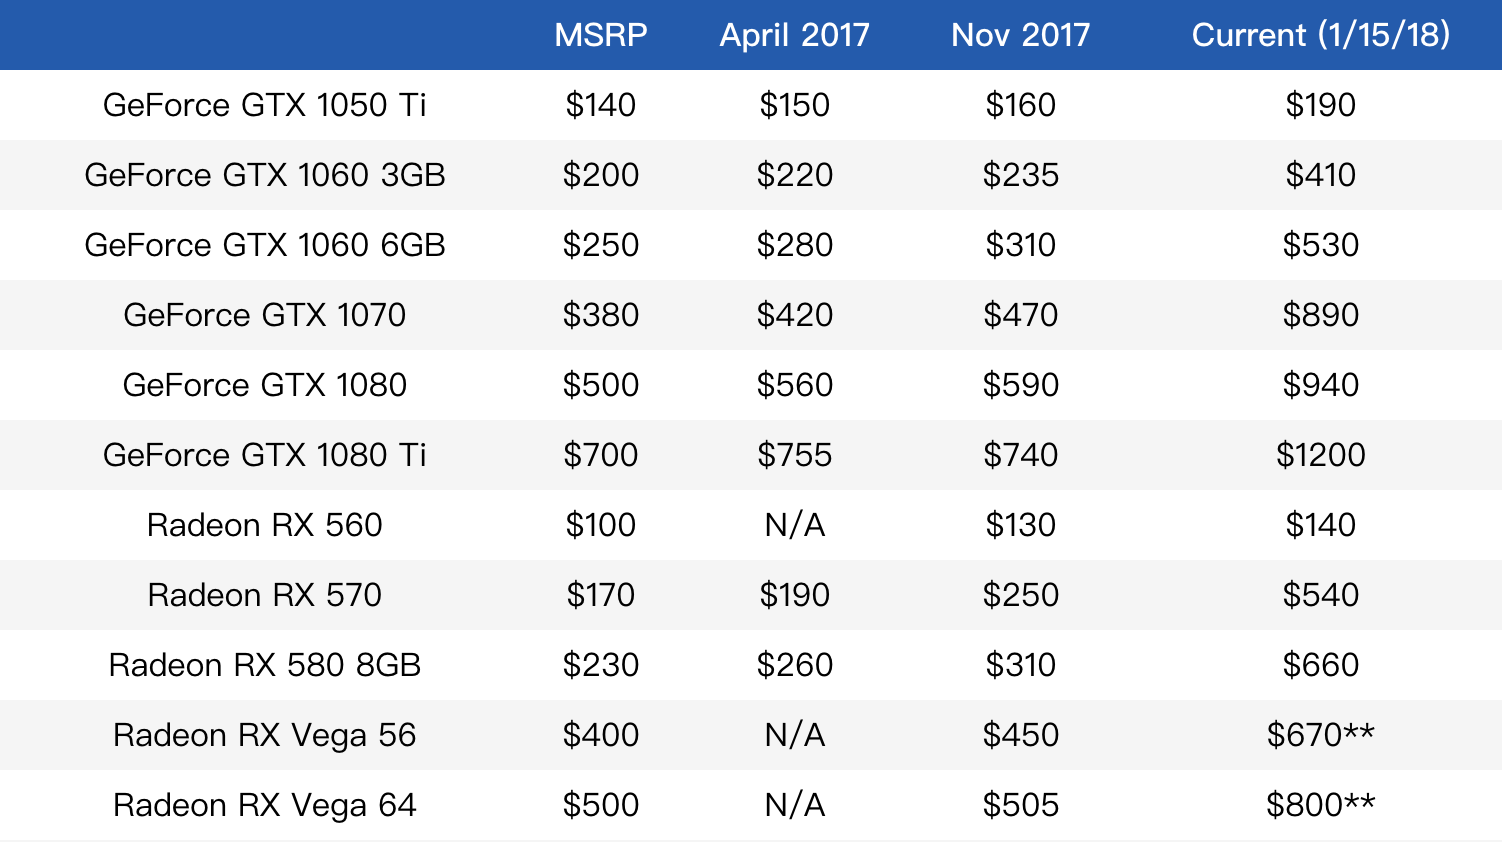 MSRP April 2017 Nov 2017 Current (1/15/18)
GeForce GTX 1050 Ti $140 $150 $160 $190
GeForce GTX 1060 3GB $200 $220 $235 $410
GeForce GTX 1060 6GB $250 $280 $310 $530
GeForce GTX 1070 $380 $420 $470 $890
GeForce GTX 1080 $500 $560 $590 $940
GeForce GTX 1080 Ti $700 $755 $740 $1200
Radeon RX 560 $100 N/A $130 $140
Radeon RX 570 $170 $190 $250 $540
Radeon RX 580 8GB $230 $260 $310 $660
Radeon RX Vega 56 $400 N/A $450 $670**
Radeon RX Vega 64 $500 N/A $505 $800**